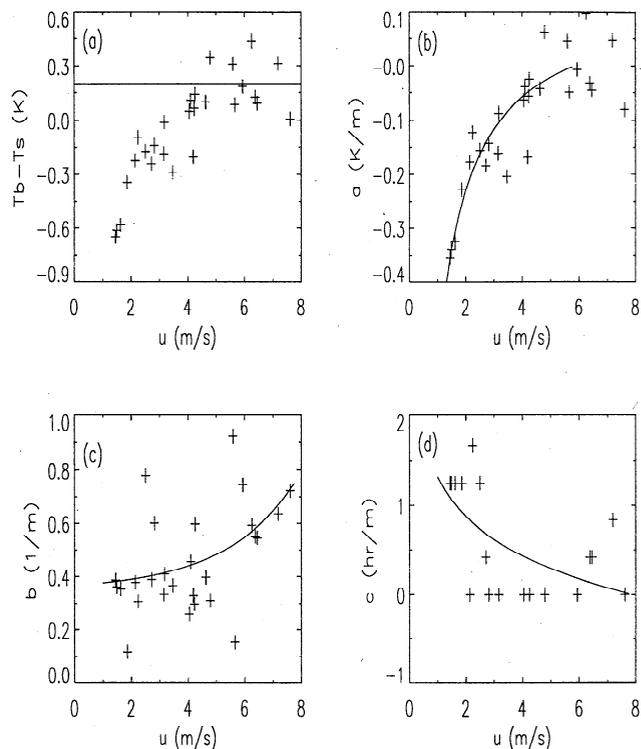 (a)
0.3
0.0
-0.3
-0.6
-0.9
Tb-Ts (K)
0 2 4 6 8
u (m/s)
(b)
0.1
-0.0
-0.1
-0.2
-0.3
-0.4
a (K/m)
0 2 4 6 8
u (m/s)
(c)
1.0
0.8
0.6
0.4
0.2
0.0
b (1/m)
0 2 4 6 8
u (m/s)
(d)
2
1
0
-1
c (hr/m)
0 2 4 6 8
u (m/s)